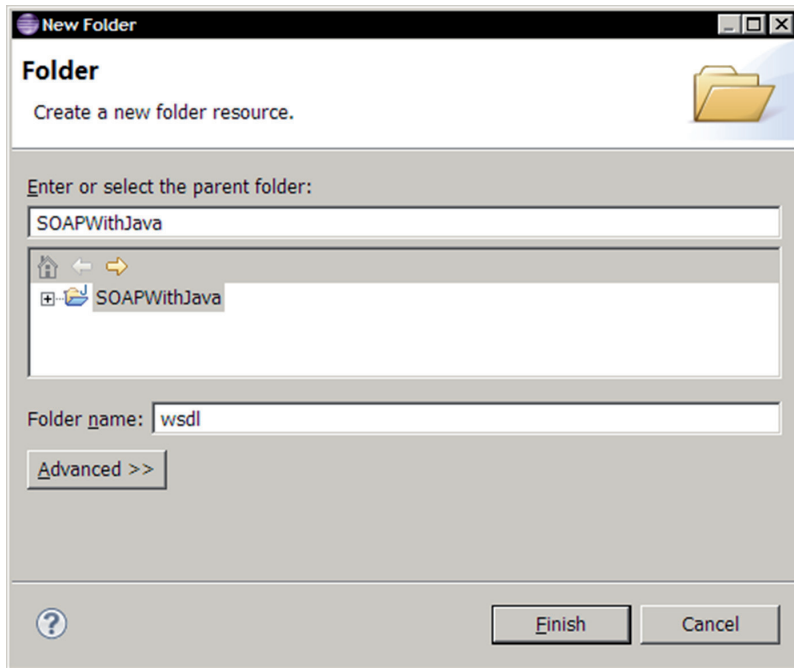 New Folder
Folder
Create a new folder resource.
Enter or select the parent folder:
SOAPWithJava
SOAPWithJava
Folder name: wsdl
Advanced >>
Finish Cancel